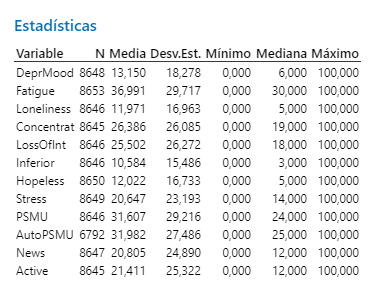 Estadísticas
Variable N Media Desv.Est. Mínimo Mediana Máximo
DeprMood 8648 13,150 18,278 0,000 6,000 100,000
Fatigue 8653 36,991 29,717 0,000 30,000 100,000
Loneliness 8646 11,971 16,963 0,000 5,000 100,000
Concentrat 8645 26,386 26,085 0,000 19,000 100,000
LossOfInt 8646 25,502 26,272 0,000 18,000 100,000
Inferior 8646 10,584 15,486 0,000 3,000 100,000
Hopeless 8650 12,022 16,733 0,000 5,000 100,000
Stress 8649 20,647 23,193 0,000 14,000 100,000
PSMU 8646 31,607 29,216 0,000 24,000 100,000
AutoPSMU 6792 31,982 27,486 0,000 25,000 100,000
News 8647 20,805 24,890 0,000 12,000 100,000
Active 8645 21,411 25,322 0,000 12,000 100,000